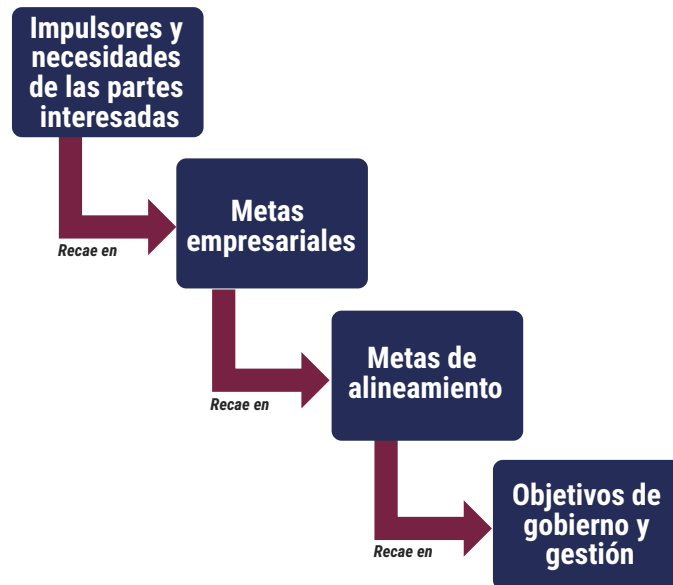 Impulsores y
necesidades
de las partes
interesadas
Recae en
Metas
empresariales
Recae en
Metas de
alineamiento
Recae en
Objetivos de
gobierno y
gestión